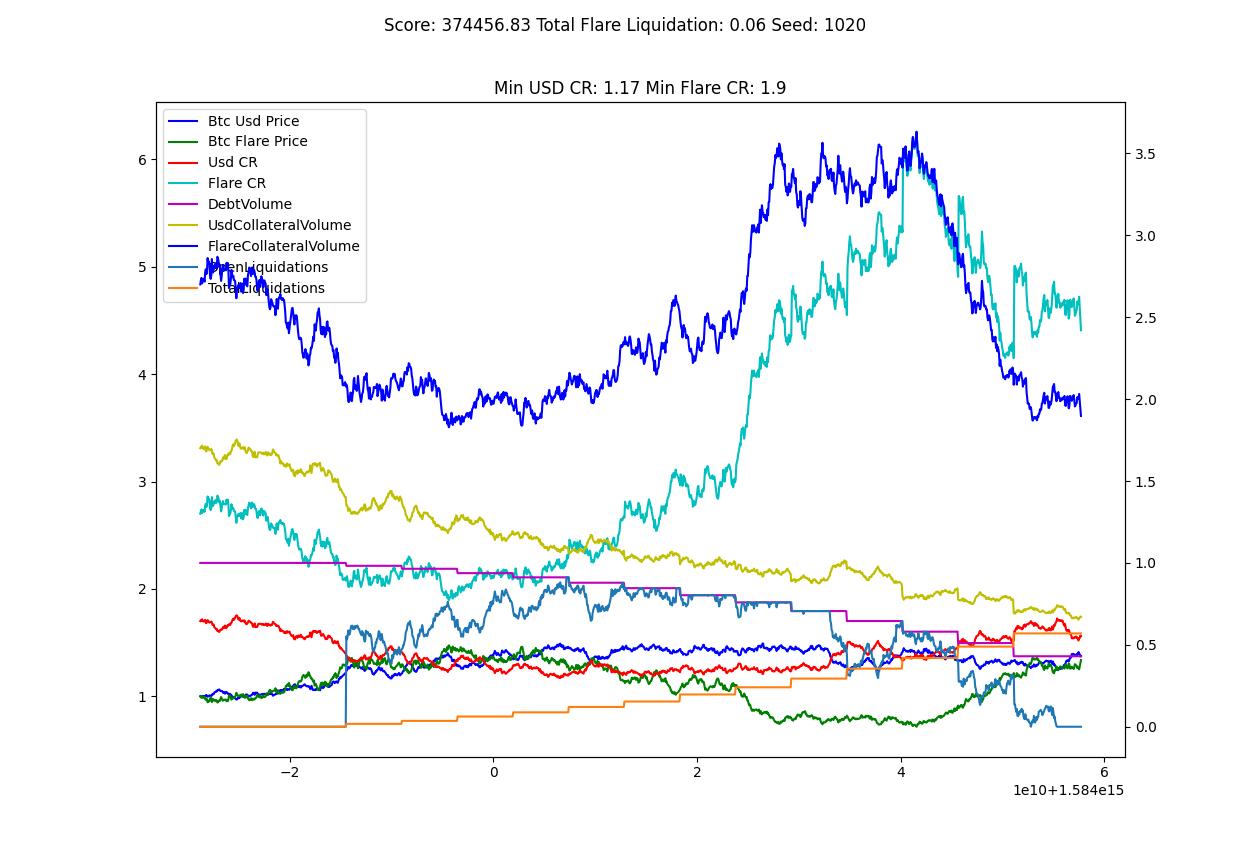 Score: 374456.83 Total Flare Liquidation: 0.06 Seed: 1020
Min USD CR: 1.17 Min Flare CR: 1.9
Btc Usd Price
Btc Flare Price
Usd CR
Flare CR
DebtVolume
UsdCollateralVolume
FlareCollateralVolume
OpenLiquidations
TotalLiquidations
6
5
4
3
2
1
3.5
3.0
2.5
2.0
1.5
1.0
0.5
0.0
−2
0
2
4
6
1e10+1.584e15